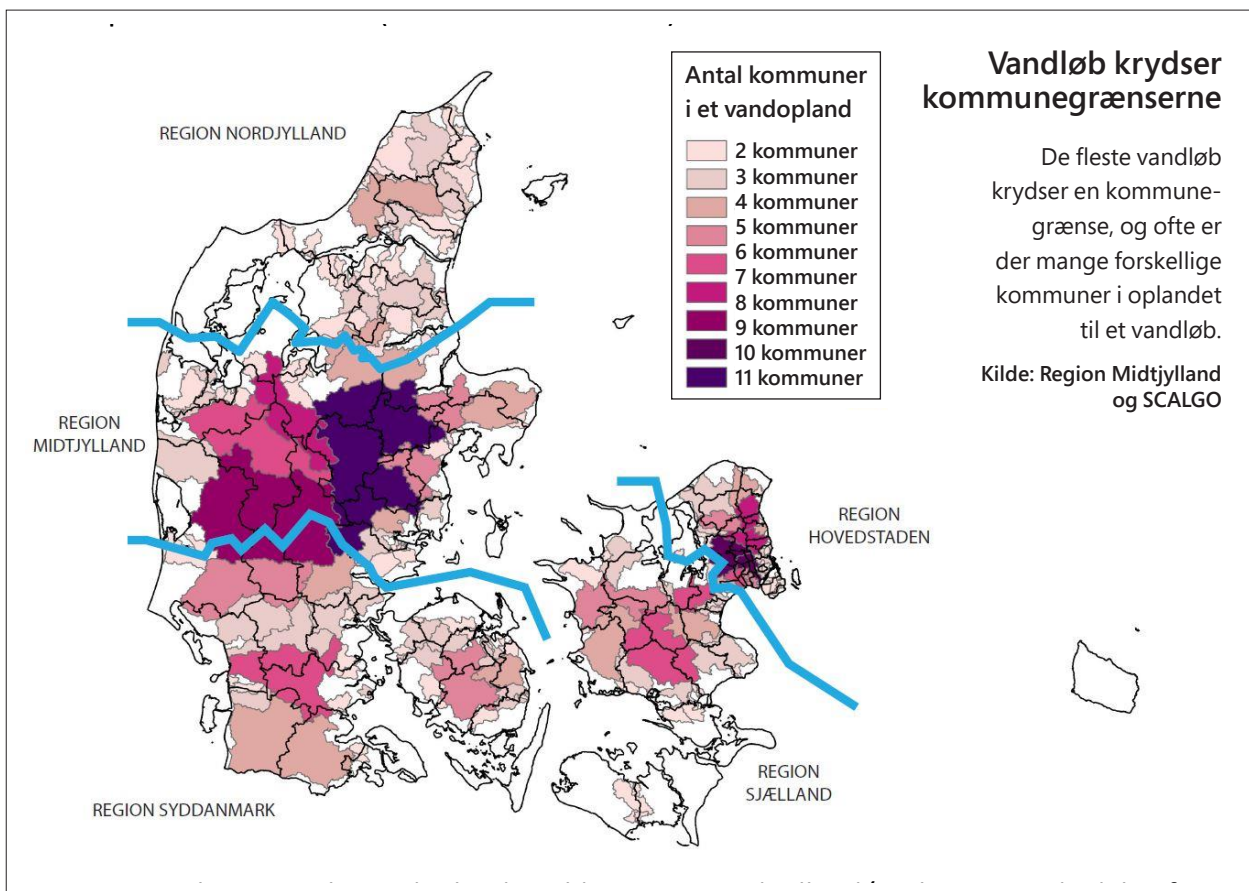 Vandløb krydser
kommunegrænserne
De fleste vandløb
krydser en kommune-
grænse, og ofte er
der mange forskellige
kommuner i oplandet
til et vandløb.
Kilde: Region Midtjylland
og SCALGO
Antal kommuner
i et vandopland
2 kommuner
3 kommuner
4 kommuner
5 kommuner
6 kommuner
7 kommuner
8 kommuner
9 kommuner
10 kommuner
11 kommuner
REGION NORDJYLLAND
REGION
MIDTJYLLAND
REGION
HOVEDSTADEN
REGION
SJÆLLAND
REGION SYDDANMARK